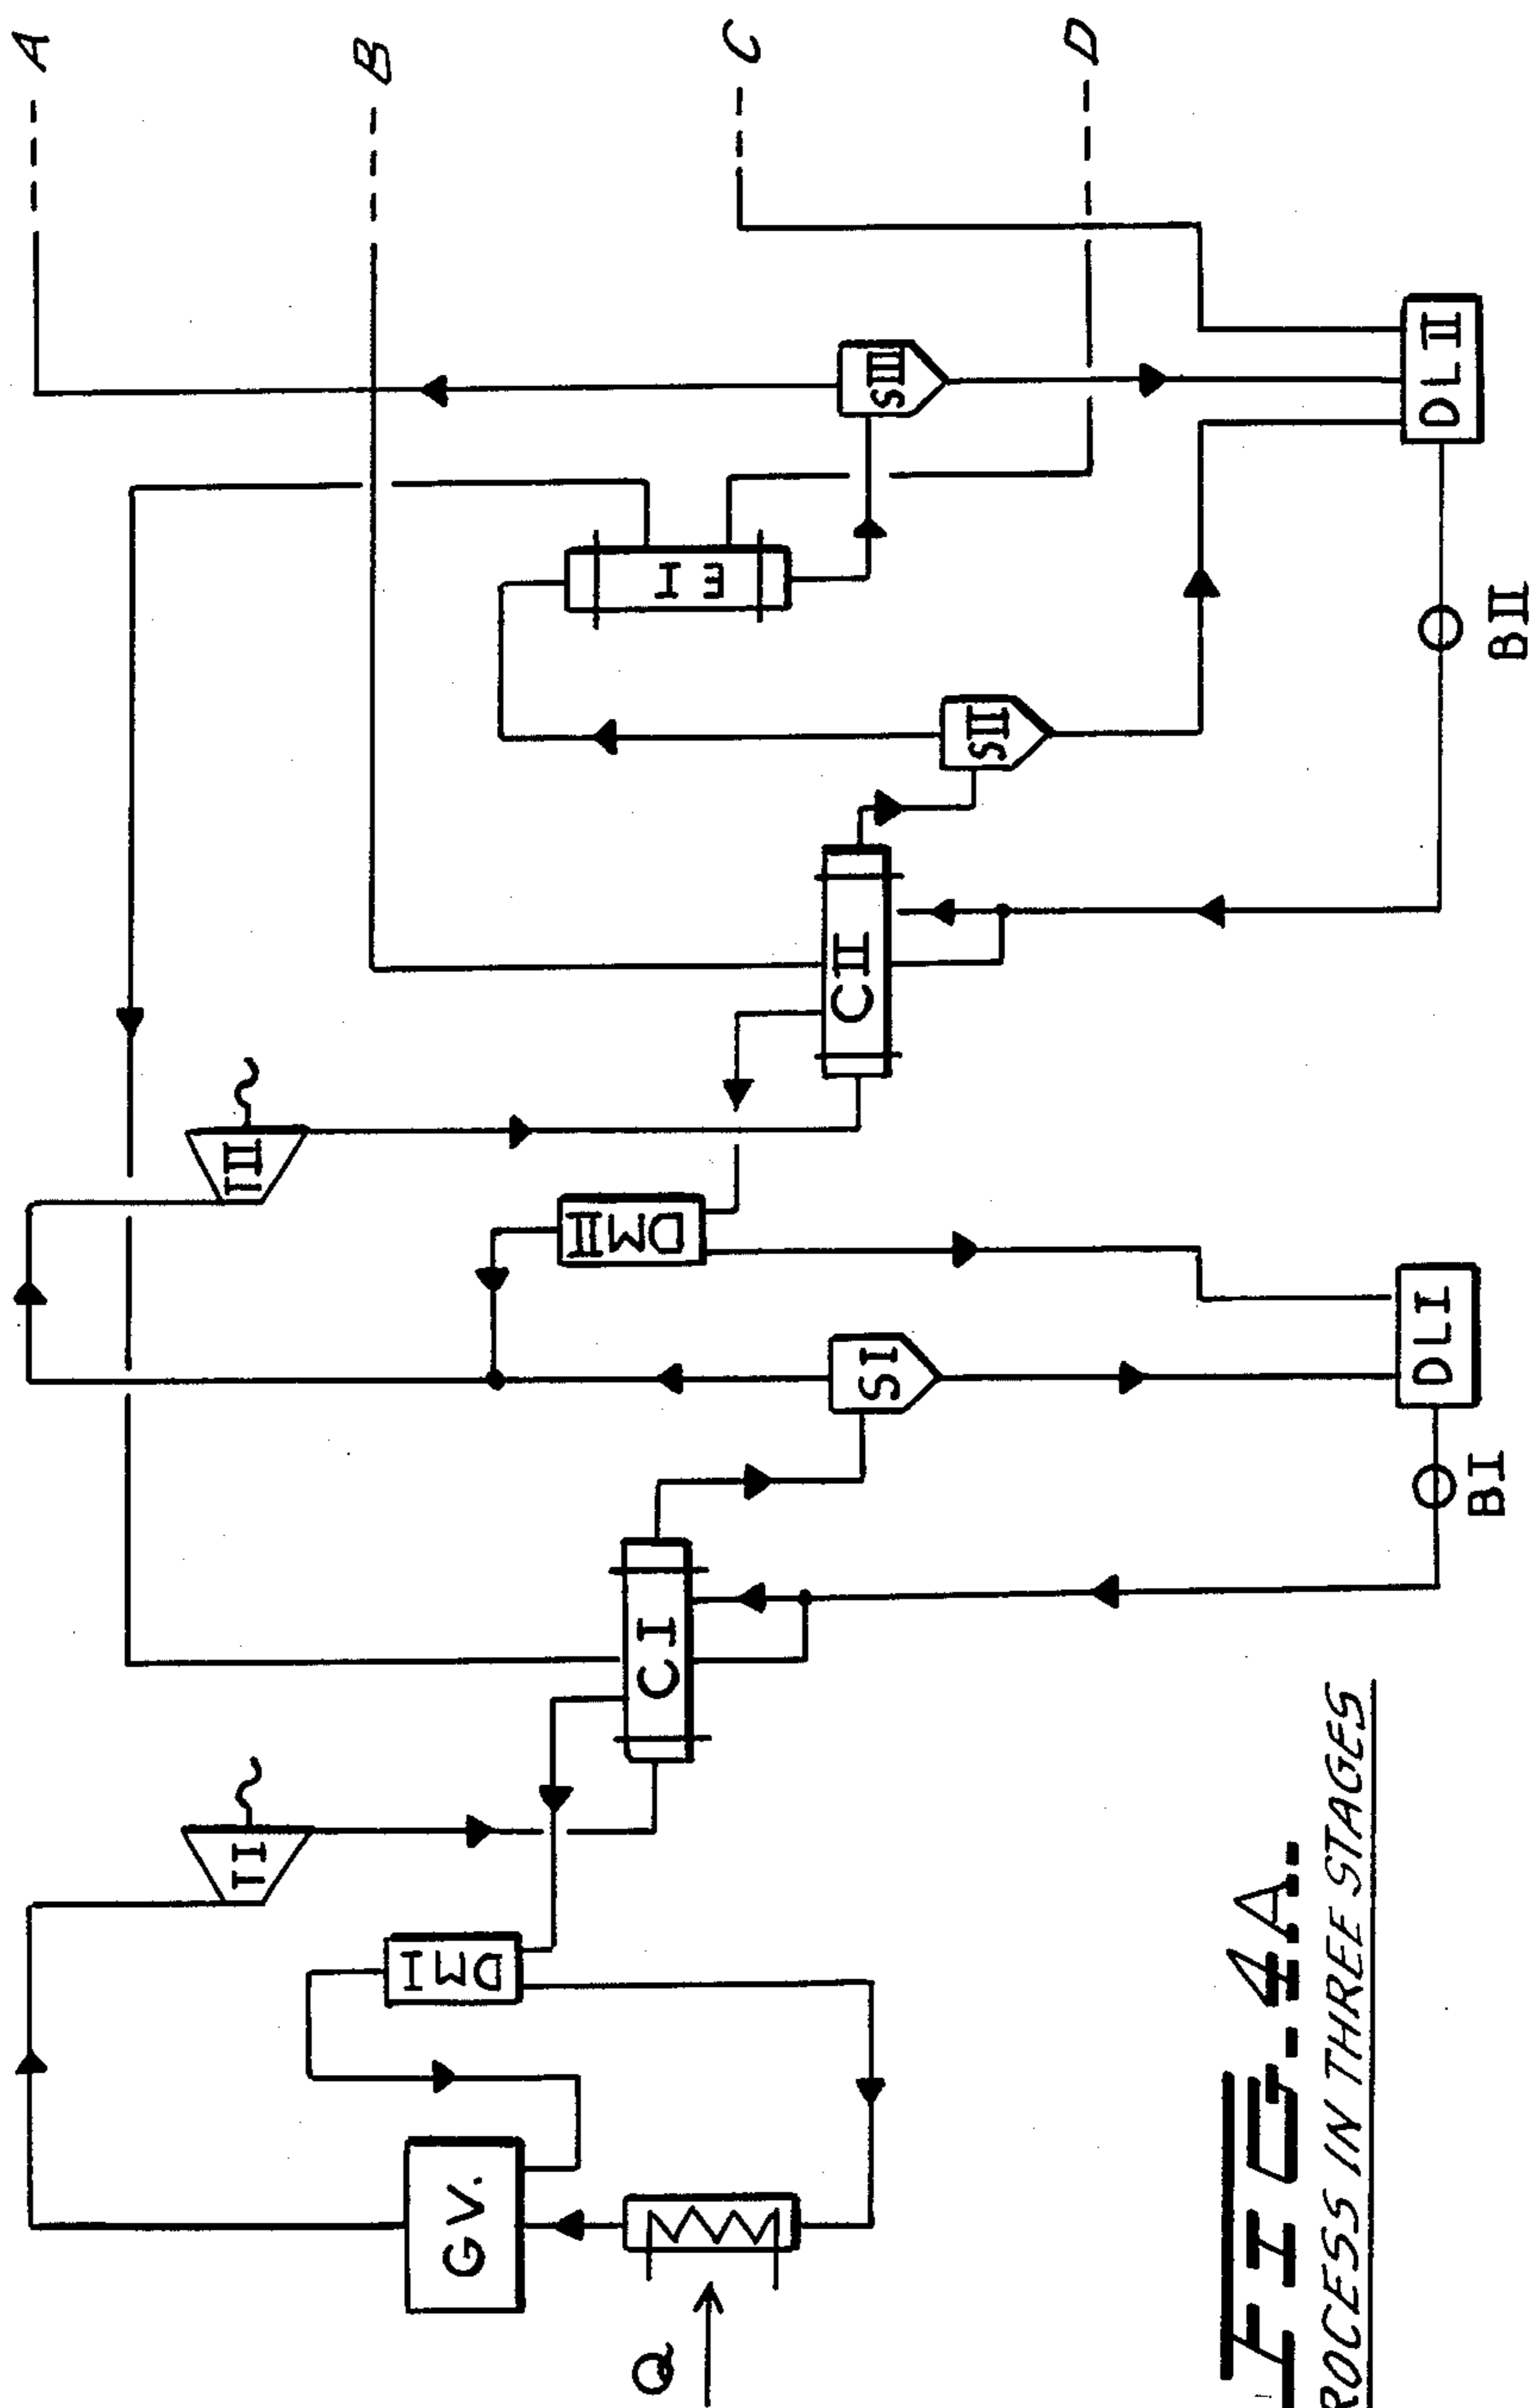 A
B
C
D
TI
TII
GV.
DMI
CI
SI
DMII
CII
SII
EI
SIII
Q
DLI
BI
DLII
BII
FIG-4A-
ROCESS IN THREE STAGES